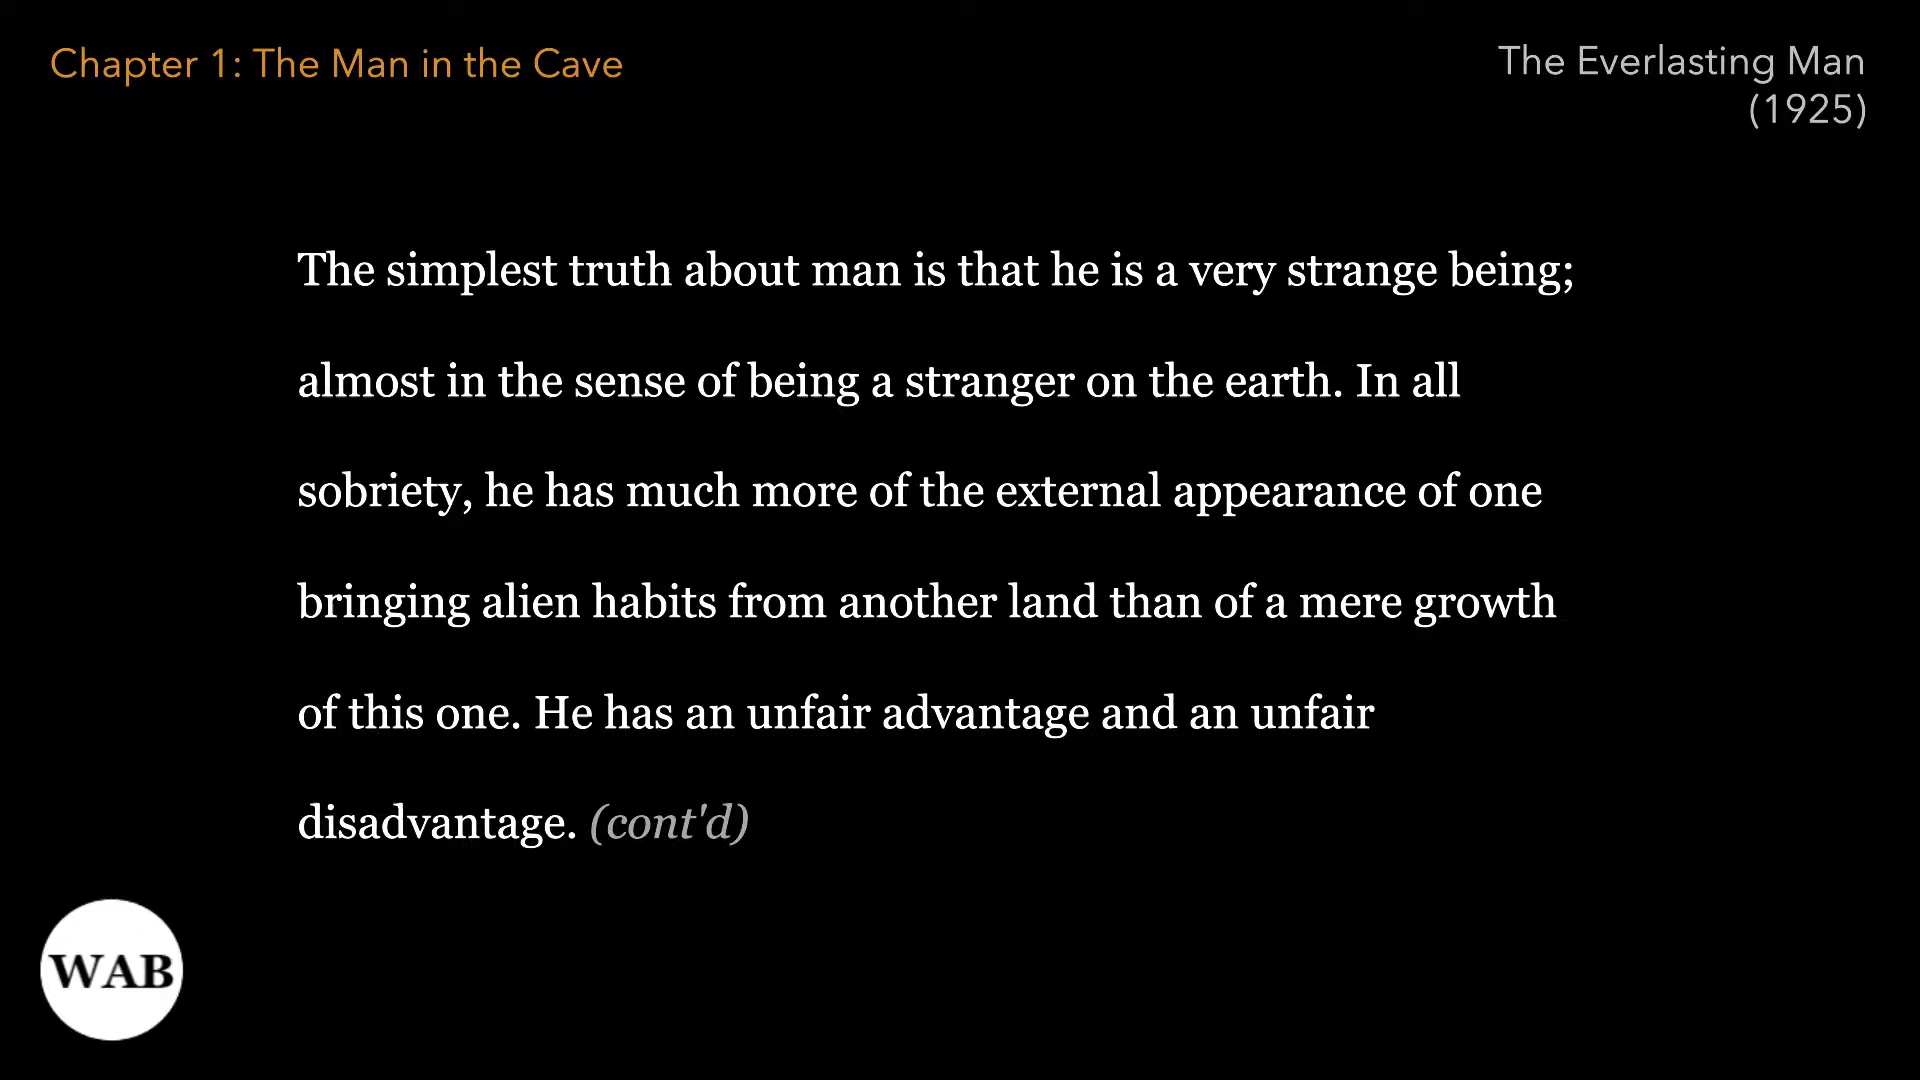 Chapter 1: The Man in the Cave
The Everlasting Man
(1925)
The simplest truth about man is that he is a very strange being;
almost in the sense of being a stranger on the earth. In all
sobriety, he has much more of the external appearance of one
bringing alien habits from another land than of a mere growth
of this one. He has an unfair advantage and an unfair
disadvantage. (cont'd)
WAB